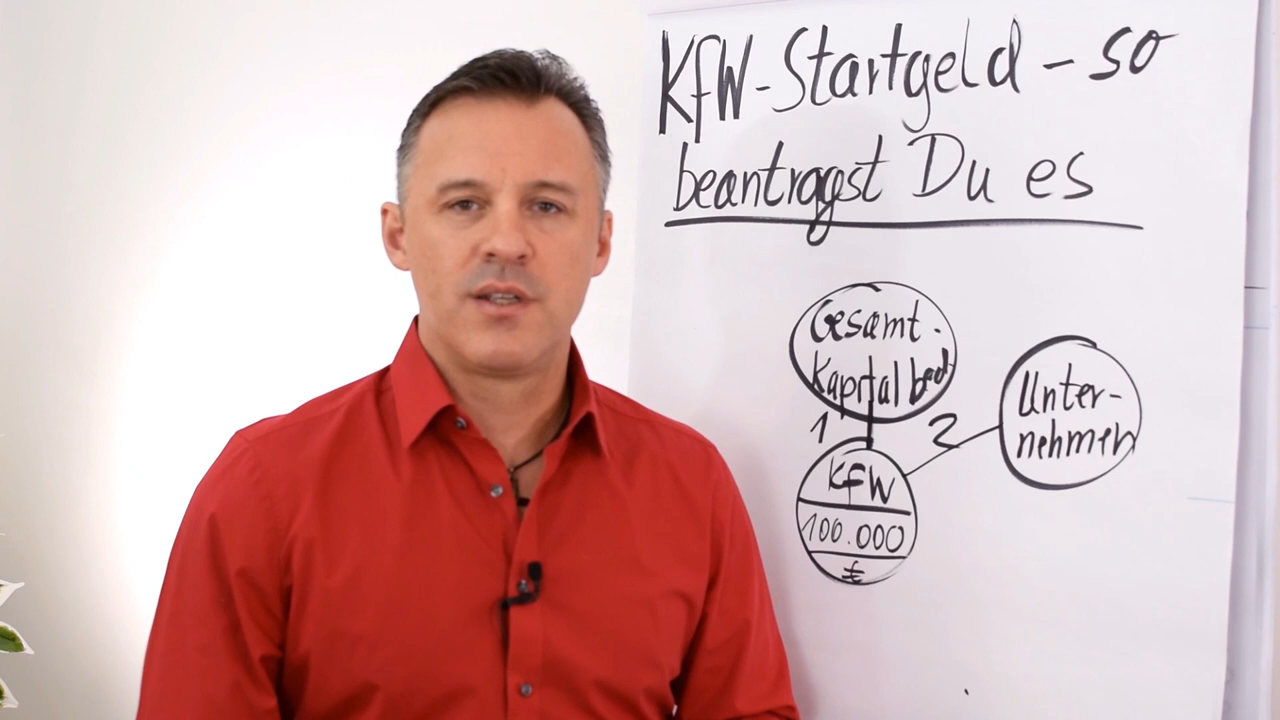 KfW-Startgeld - so
beantragst Du es
Gesamt-
Kapital bed.
1
2
Unter-
nehmen
KfW
100.000
€